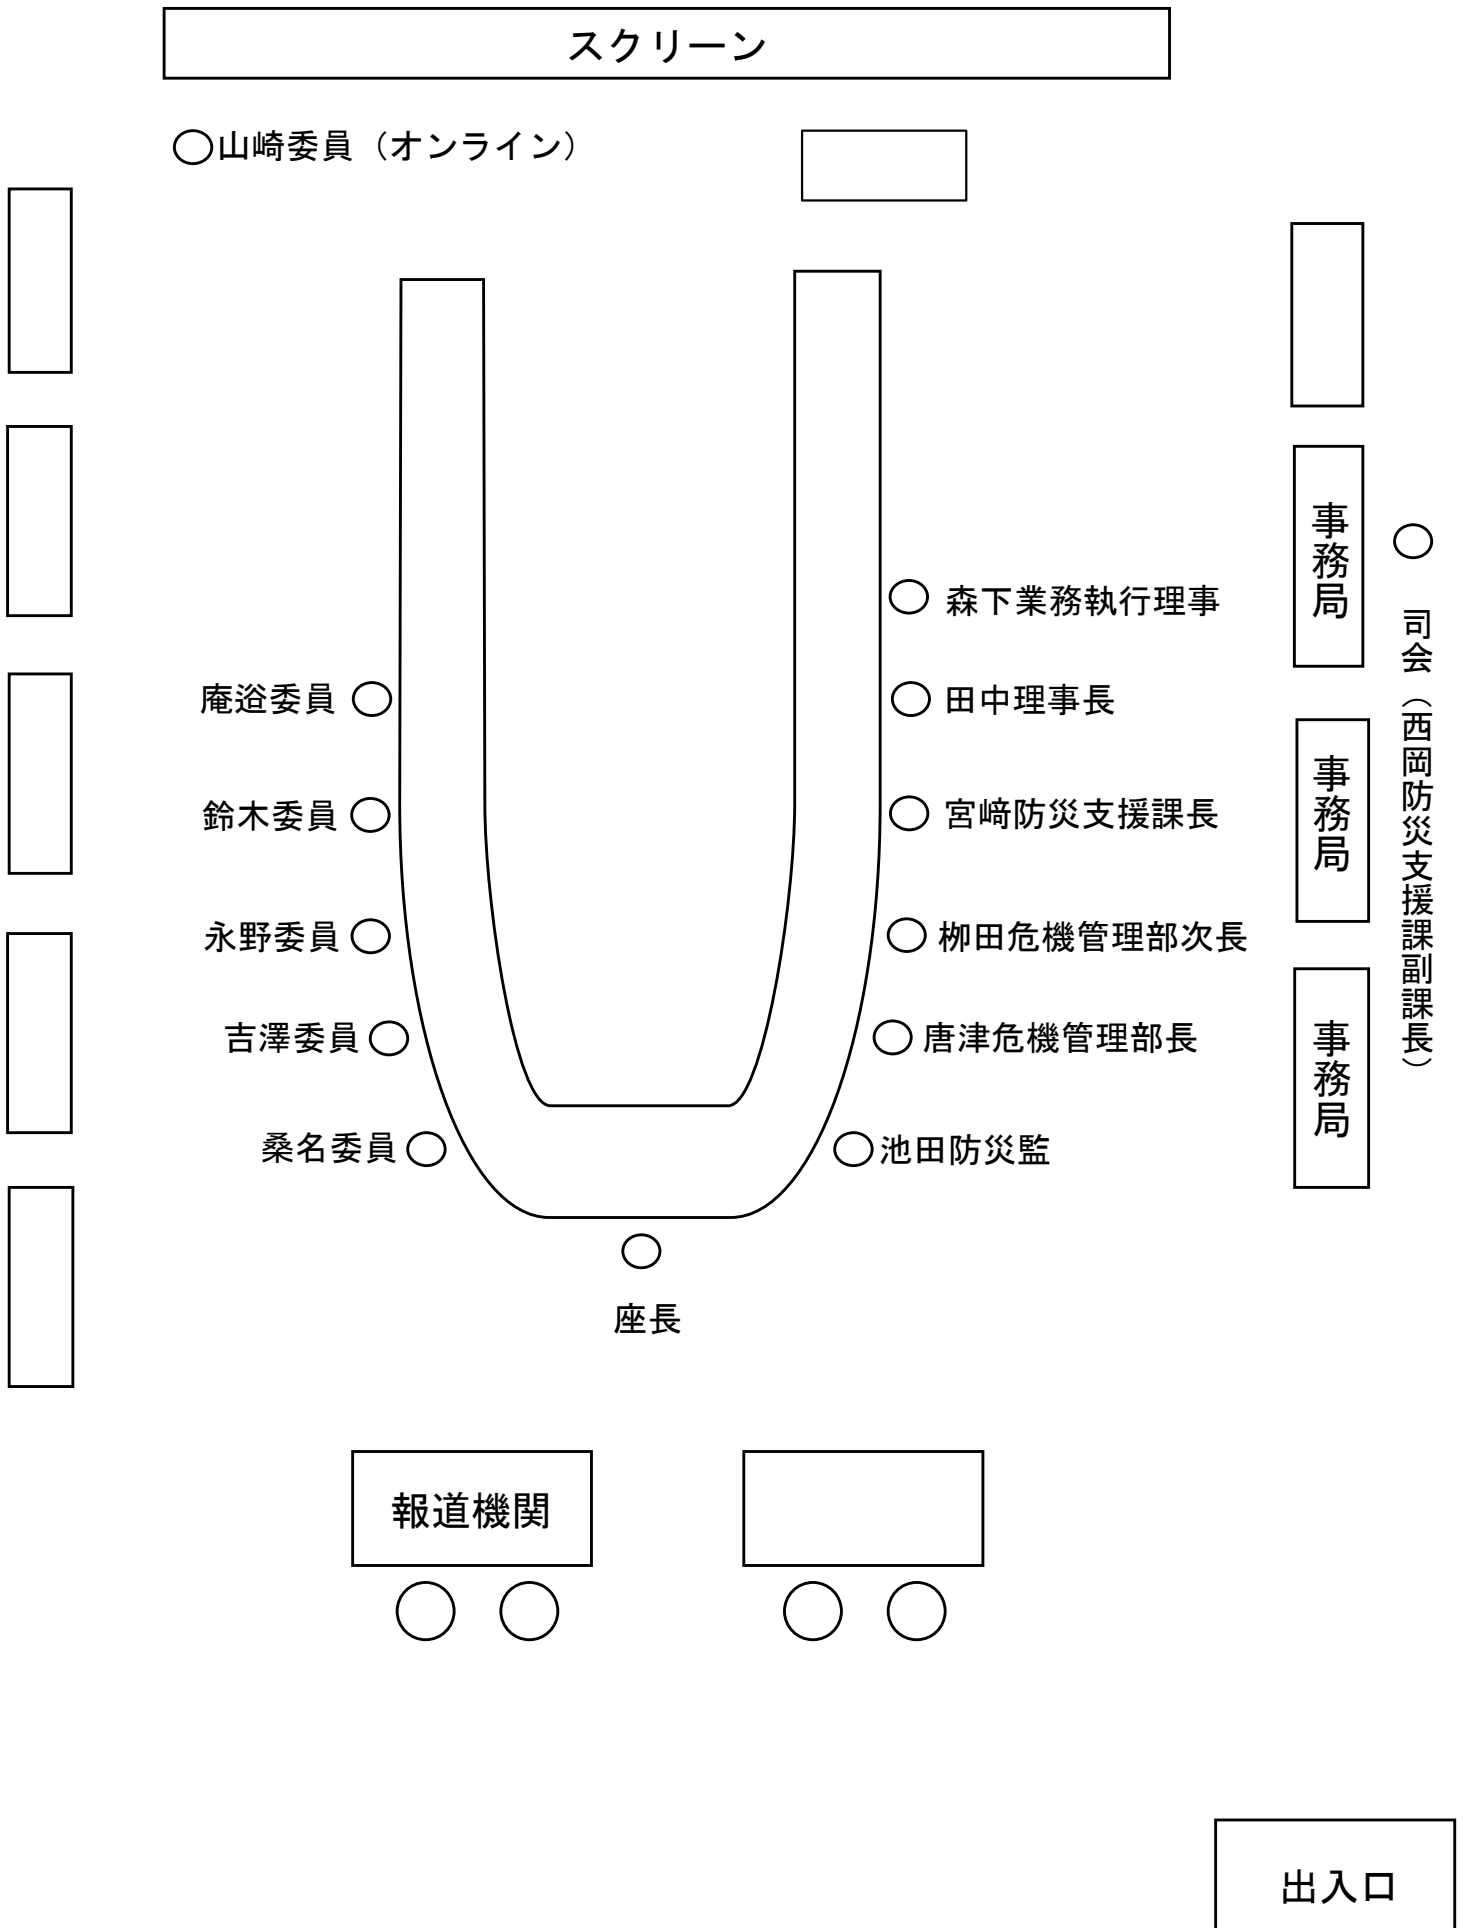 スクリーン
○山崎委員（オンライン）
森下業務執行理事
庵𨗉委員
田中理事長
鈴木委員
宮﨑防災支援課長
永野委員
栁田危機管理部次長
吉澤委員
唐津危機管理部長
桑名委員
池田防災監
座長
事務局
事務局
事務局
司会（西岡防災支援課副課長）
報道機関
出入口